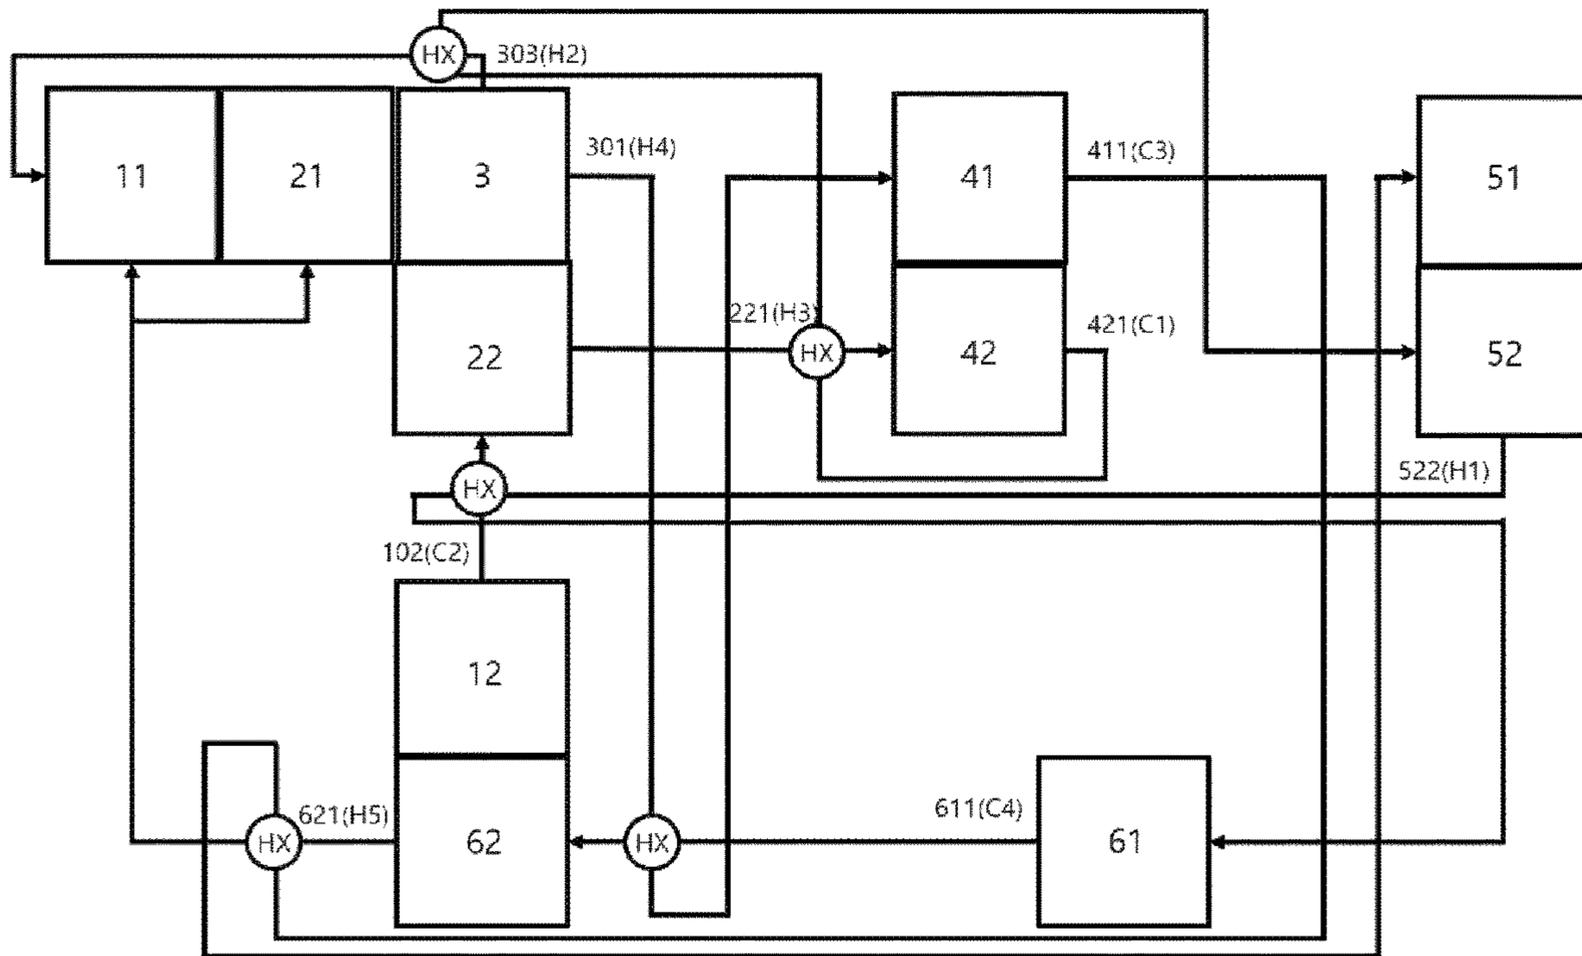 HX
303(H2)
11
21
3
301(H4)
41
411(C3)
51
22
221(H3)
HX
42
421(C1)
52
HX
522(H1)
102(C2)
12
621(H5)
HX
62
HX
611(C4)
61